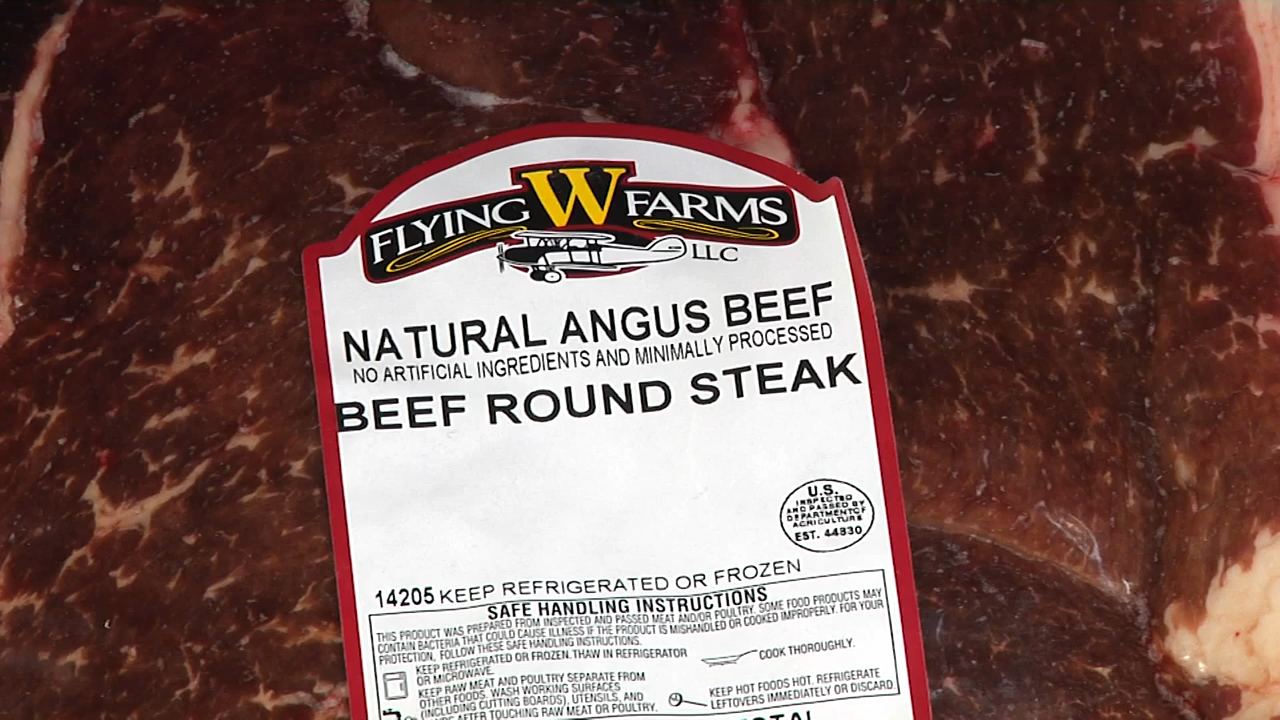 FLYING W FARMS
LLC
NATURAL ANGUS BEEF
NO ARTIFICIAL INGREDIENTS AND MINIMALLY PROCESSED
BEEF ROUND STEAK
U.S.
INSPECTED
AND PASSED BY
DEPARTMENT OF
AGRICULTURE
EST. 44830
14205 KEEP REFRIGERATED OR FROZEN
SAFE HANDLING INSTRUCTIONS
THIS PRODUCT WAS PREPARED FROM INSPECTED AND PASSED MEAT AND/OR POULTRY. SOME FOOD PRODUCTS MAY
CONTAIN BACTERIA THAT COULD CAUSE ILLNESS IF THE PRODUCT IS MISHANDLED OR COOKED IMPROPERLY. FOR YOUR
PROTECTION, FOLLOW THESE SAFE HANDLING INSTRUCTIONS.
KEEP REFRIGERATED OR FROZEN. THAW IN REFRIGERATOR
OR MICROWAVE.
COOK THOROUGHLY.
KEEP RAW MEAT AND POULTRY SEPARATE FROM
OTHER FOODS. WASH WORKING SURFACES
(INCLUDING CUTTING BOARDS), UTENSILS, AND
AFTER TOUCHING RAW MEAT OR POULTRY.
KEEP HOT FOODS HOT. REFRIGERATE
LEFTOVERS IMMEDIATELY OR DISCARD.